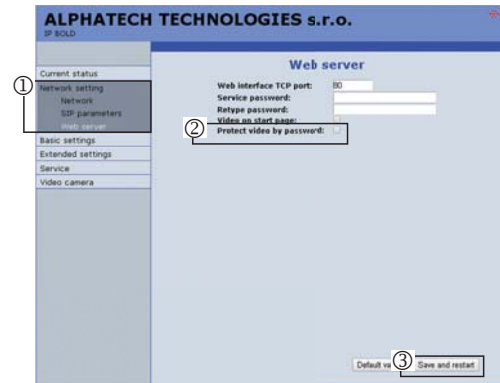 ALPHATECH TECHNOLOGIES s.r.o.
IP BOLD
Web server
Current status
① Network setting
Network
SIP parameters
Web server
Basic settings
Extended settings
Service
Video camera
Web interface TCP port: 80
Service password:
Retype password:
Video on start page:
② Protect video by password:
Default va ③ Save and restart